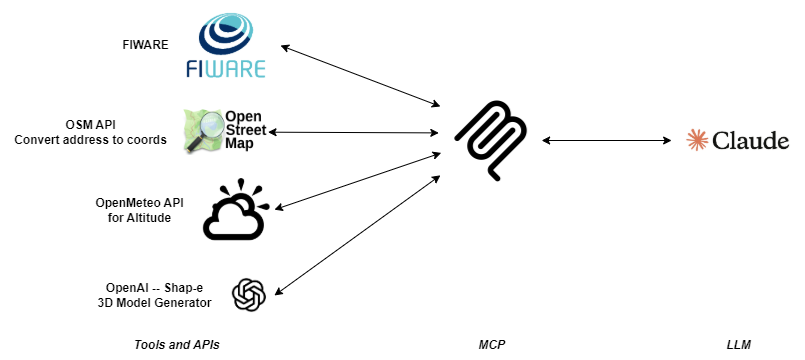 FIWARE
FIWARE
OSM API
Convert address to coords
Open
Street
Map
OpenMeteo API
for Altitude
OpenAI -- Shap-e
3D Model Generator
Claude
Tools and APIs
MCP
LLM